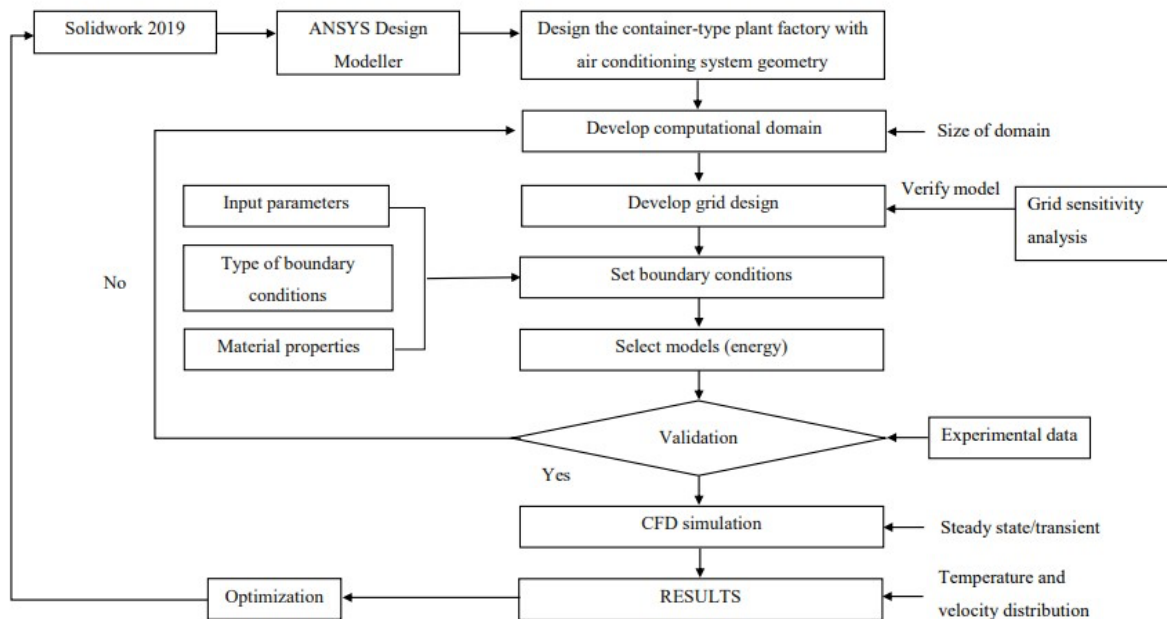 Solidwork 2019
ANSYS Design
Modeller
Design the container-type plant factory with
air conditioning system geometry
Develop computational domain
Size of domain
Input parameters
Develop grid design
Verify model
Grid sensitivity
analysis
No
Type of boundary
conditions
Set boundary conditions
Material properties
Select models (energy)
Validation
Experimental data
Yes
CFD simulation
Steady state/transient
Optimization
RESULTS
Temperature and
velocity distribution